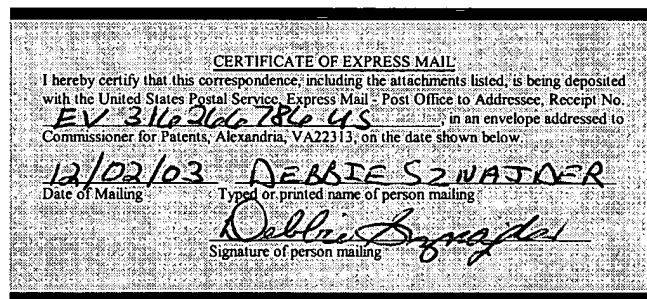 CERTIFICATE OF EXPRESS MAIL
I hereby certify that this correspondence, including the attachments listed, is being deposited
with the United States Postal Service, Express Mail - Post Office to Addressee, Receipt No.
EV 316266786 US, in an envelope addressed to
Commissioner for Patents, Alexandria, VA22313, on the date shown below.
12/02/03 DEBBIE SZNAJDER
Date of Mailing Typed or printed name of person mailing
Debbie Sznajder
Signature of person mailing